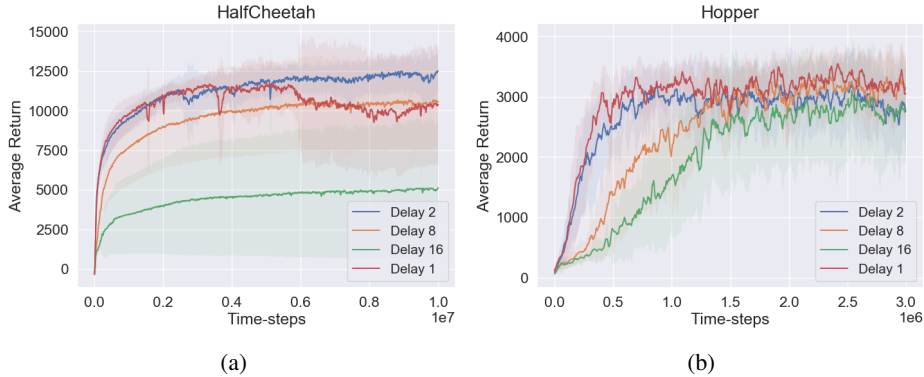 HalfCheetah
Average Return
15000
12500
10000
7500
5000
2500
0
Delay 2
Delay 8
Delay 16
Delay 1
0.0 0.2 0.4 0.6 0.8 1.0
1e7
Time-steps
(a)
Hopper
Average Return
4000
3000
2000
1000
0
Delay 2
Delay 8
Delay 16
Delay 1
0.0 0.5 1.0 1.5 2.0 2.5 3.0
1e6
Time-steps
(b)